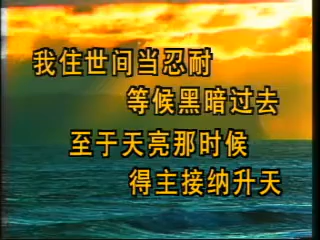 我住世间当忍耐
等候黑暗过去
至于天亮那时候
得主接纳升天